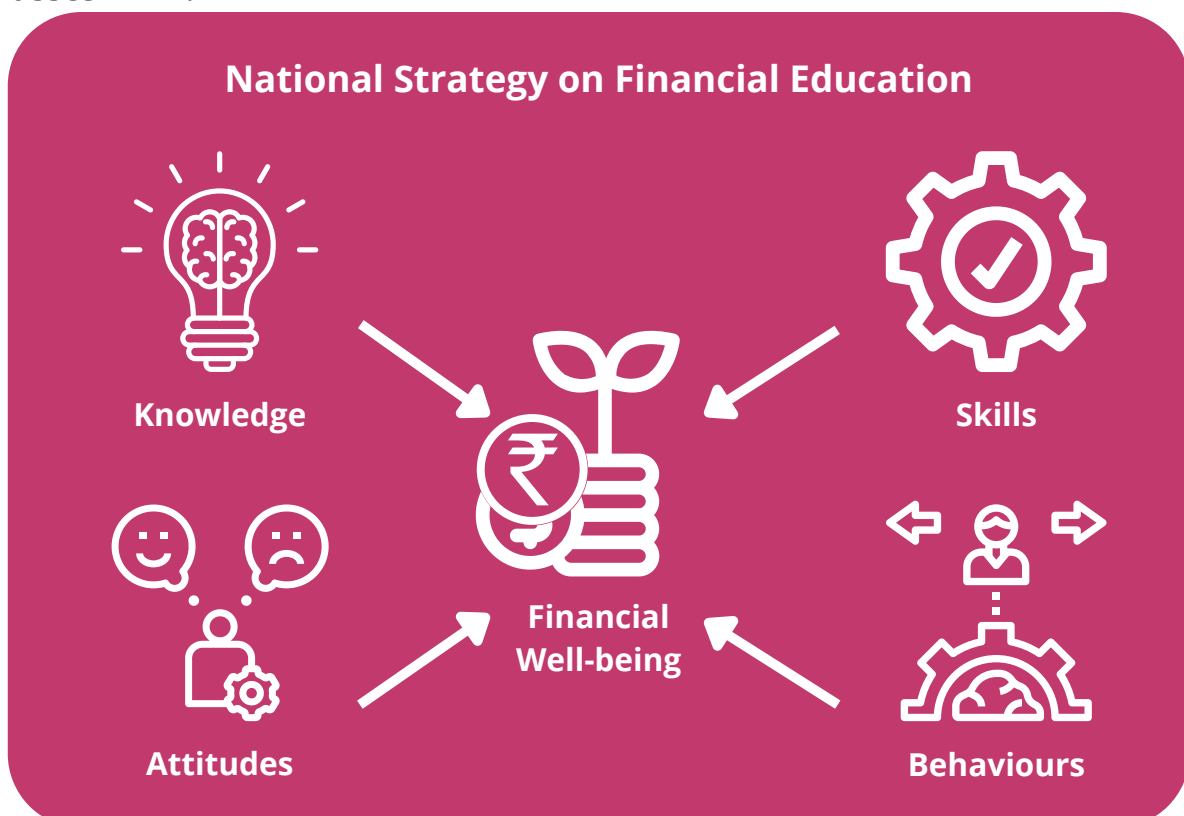 National Strategy on Financial Education
Knowledge
Skills
₹
Financial
Well-being
Attitudes
Behaviours